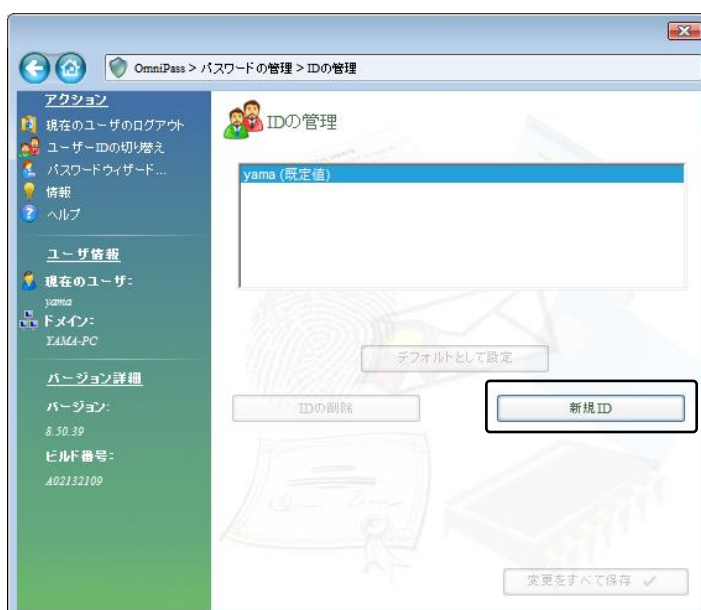 OmniPass > パスワードの管理 > IDの管理
アクション
現在のユーザのログアウト
ユーザーIDの切り替え
パスワードウィザード...
情報
ヘルプ
ユーザ情報
現在のユーザ:
yama
ドメイン:
YAMA-PC
バージョン詳細
バージョン:
8.50.39
ビルド番号:
A02132109
IDの管理
yama (既定値)
デフォルトとして設定
IDの削除
新規ID
変更をすべて保存